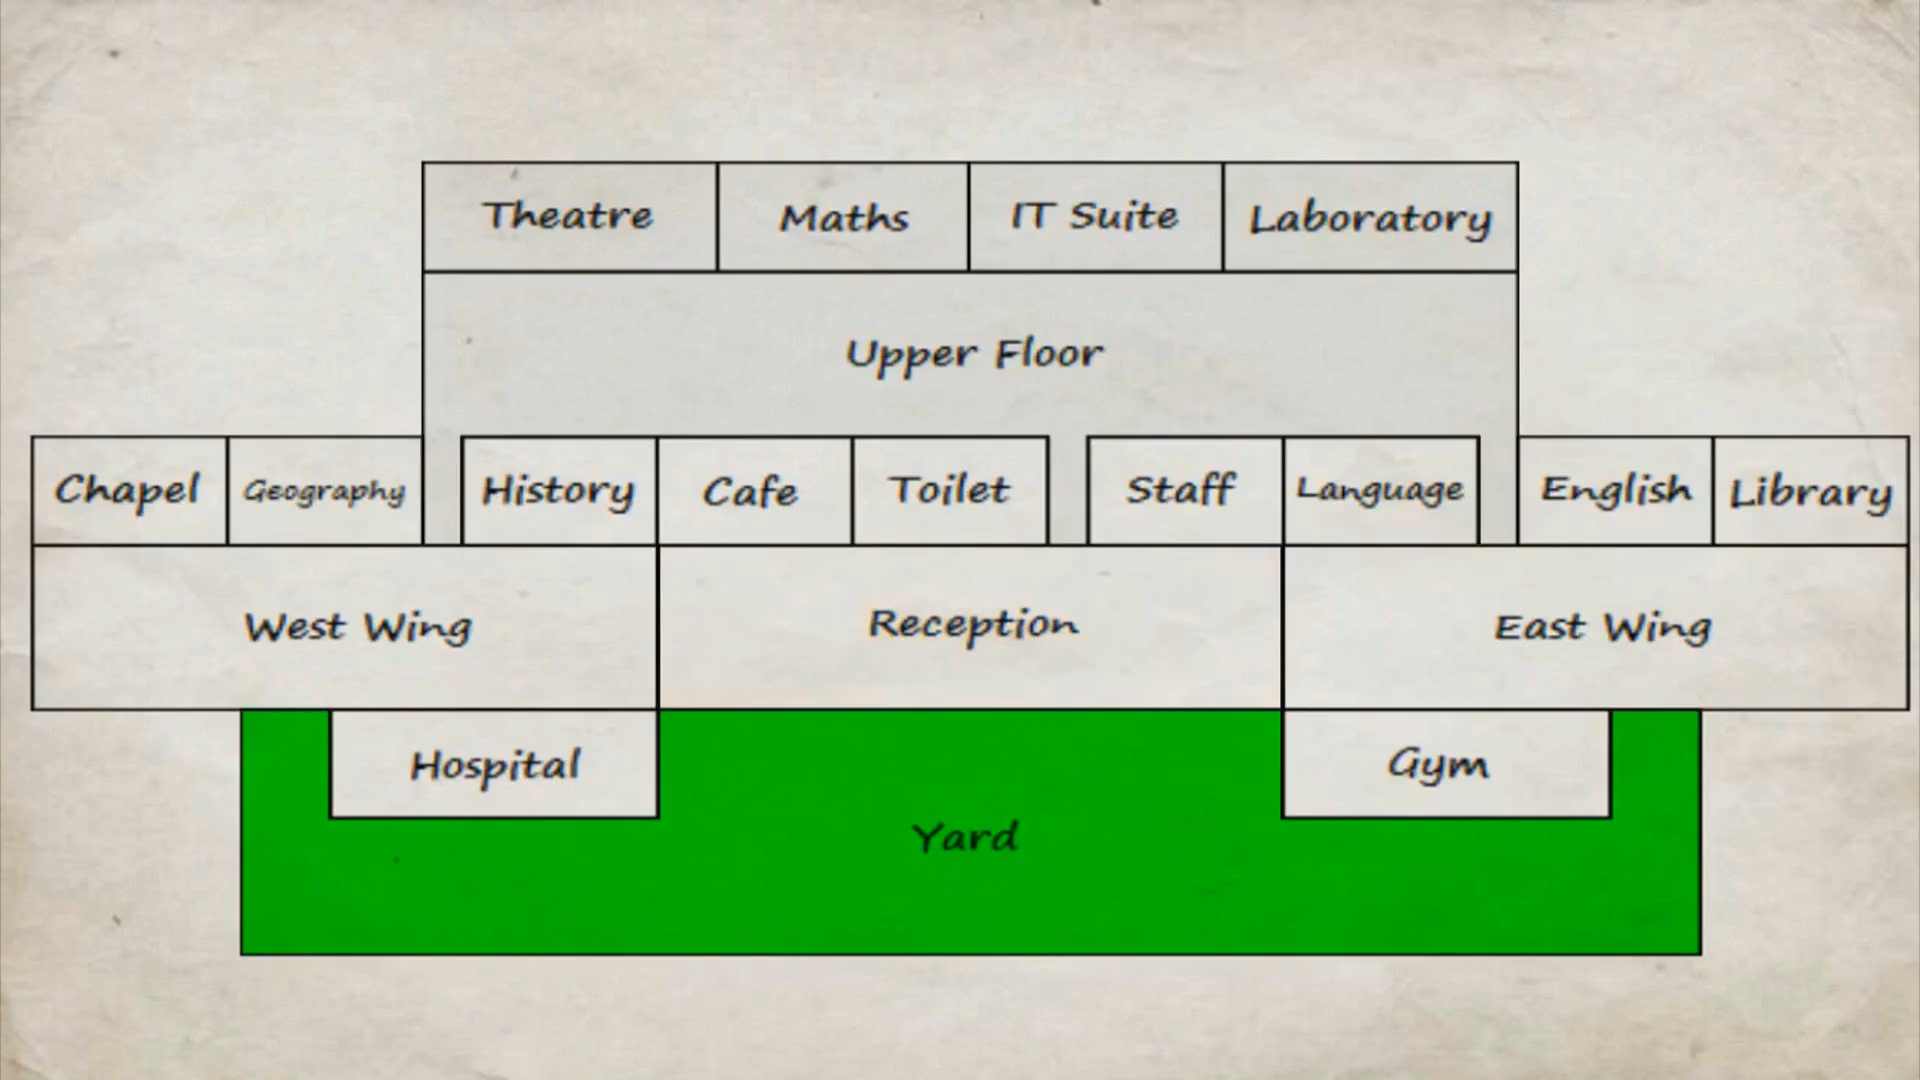 Theatre
Maths
IT Suite
Laboratory
Upper Floor
Chapel
Geography
History
Cafe
Toilet
Staff
Language
English
Library
West Wing
Reception
East Wing
Hospital
Gym
Yard